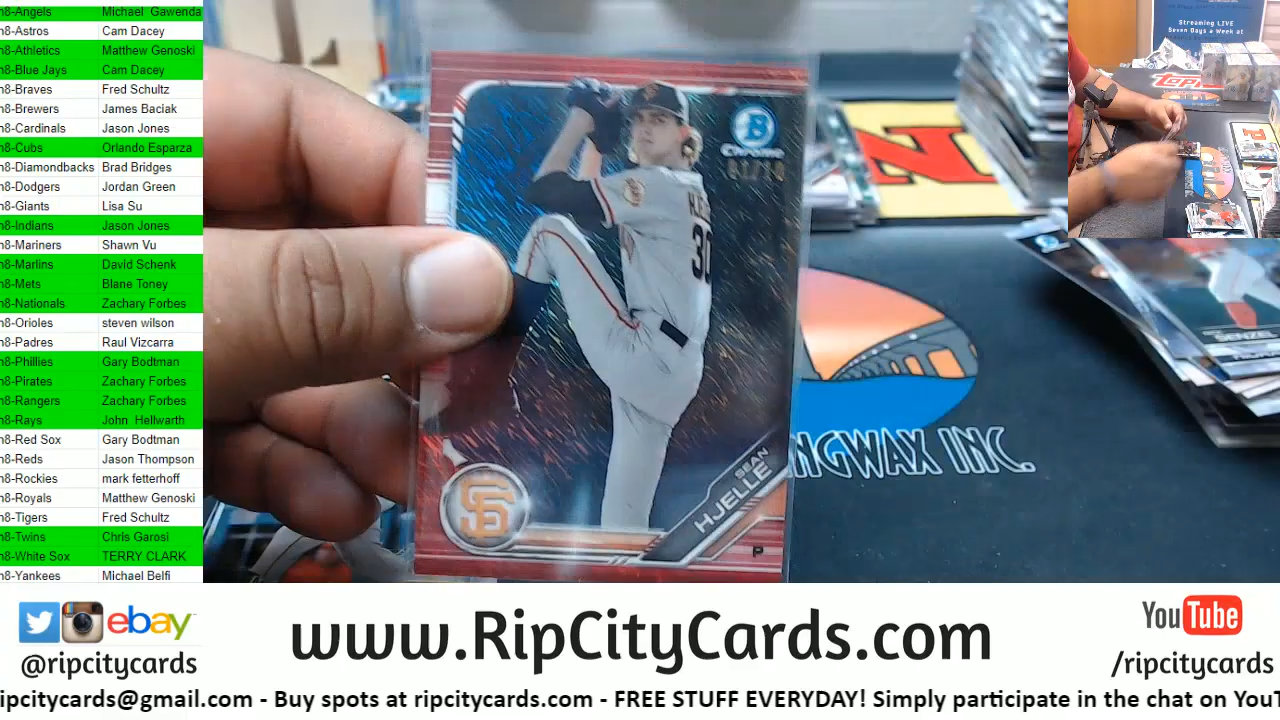 n8-Angels Michael Gawenda
n8-Astros Cam Dacey
n8-Athletics Matthew Genoski
n8-Blue Jays Cam Dacey
n8-Braves Fred Schultz
n8-Brewers James Baciak
n8-Cardinals Jason Jones
n8-Cubs Orlando Esparza
n8-Diamondbacks Brad Bridges
n8-Dodgers Jordan Green
n8-Giants Lisa Su
n8-Indians Jason Jones
n8-Mariners Shawn Vu
n8-Marlins David Schenk
n8-Mets Blane Toney
n8-Nationals Zachary Forbes
n8-Orioles steven wilson
n8-Padres Raul Vizcarra
n8-Phillies Gary Bodtman
n8-Pirates Zachary Forbes
n8-Rangers Zachary Forbes
n8-Rays John Hellwarth
n8-Red Sox Gary Bodtman
n8-Reds Jason Thompson
n8-Rockies mark fetterhoff
n8-Royals Matthew Genoski
n8-Tigers Fred Schultz
n8-Twins Chris Garosi
n8-White Sox TERRY CLARK
n8-Yankees Michael Belfi
B
Chrome
30
SF
SEAN
HJELLE
P
NGWAX INC.
Streaming LIVE
Seven Days a Week at
Topps
SENZEL
ebay
@ripcitycards
www.RipCityCards.com
YouTube
/ripcitycards
ipcitycards@gmail.com - Buy spots at ripcitycards.com - FREE STUFF EVERYDAY! Simply participate in the chat on YouT